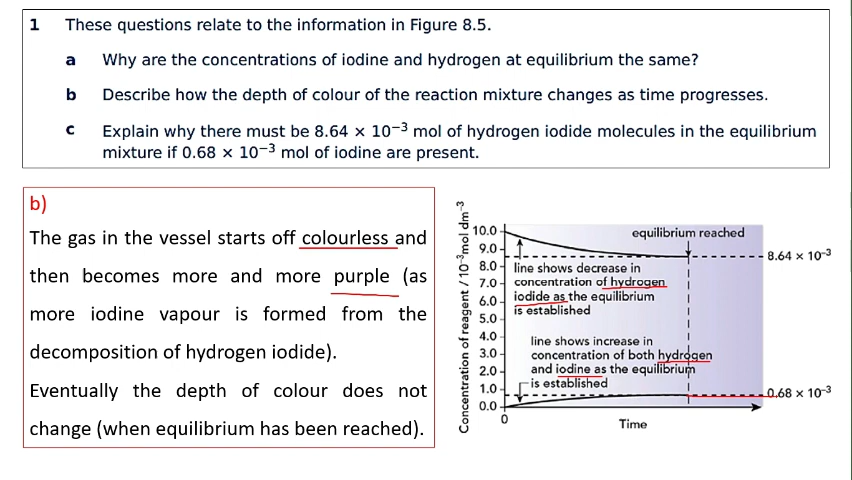 1 These questions relate to the information in Figure 8.5.
a Why are the concentrations of iodine and hydrogen at equilibrium the same?
b Describe how the depth of colour of the reaction mixture changes as time progresses.
c Explain why there must be 8.64 × 10⁻³ mol of hydrogen iodide molecules in the equilibrium
mixture if 0.68 × 10⁻³ mol of iodine are present.
b)
The gas in the vessel starts off colourless and
then becomes more and more purple (as
more iodine vapour is formed from the
decomposition of hydrogen iodide).
Eventually the depth of colour does not
change (when equilibrium has been reached).
Concentration of reagent / 10⁻³mol dm⁻³
10.0
9.0
8.0
7.0
6.0
5.0
4.0
3.0
2.0
1.0
0.0
equilibrium reached
8.64 × 10⁻³
line shows decrease in
concentration of hydrogen
iodide as the equilibrium
is established
line shows increase in
concentration of both hydrogen
and iodine as the equilibrium
is established
0.68 × 10⁻³
0
Time